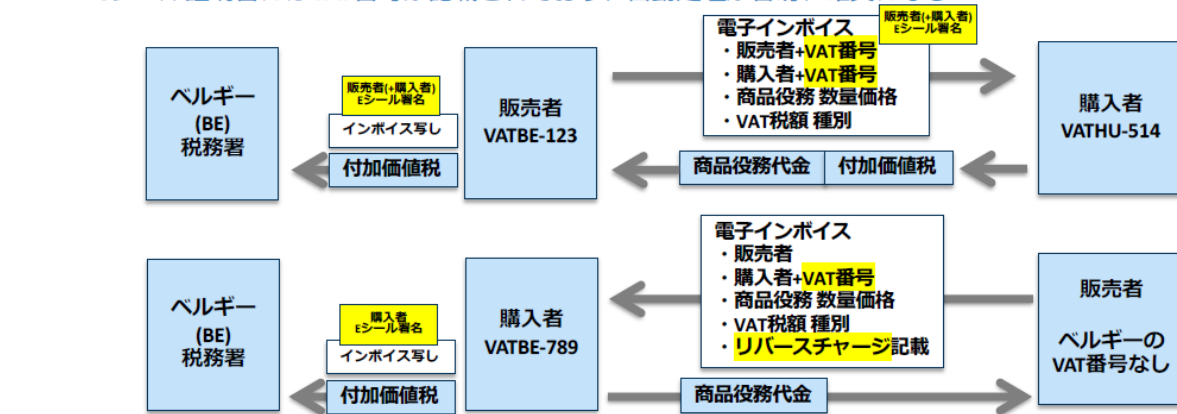 ベルギー
(BE)
税務署
販売者(+購入者)
Eシール署名
インボイス写し
付加価値税
販売者
VATBE-123
電子インボイス
・販売者+VAT番号
・購入者+VAT番号
・商品役務 数量価格
・VAT税額 種別
販売者(+購入者)
Eシール署名
商品役務代金
付加価値税
購入者
VATHU-514
ベルギー
(BE)
税務署
購入者
Eシール署名
インボイス写し
付加価値税
購入者
VATBE-789
電子インボイス
・販売者
・購入者+VAT番号
・商品役務 数量価格
・VAT税額 種別
・リバースチャージ記載
商品役務代金
販売者
ベルギーの
VAT番号なし